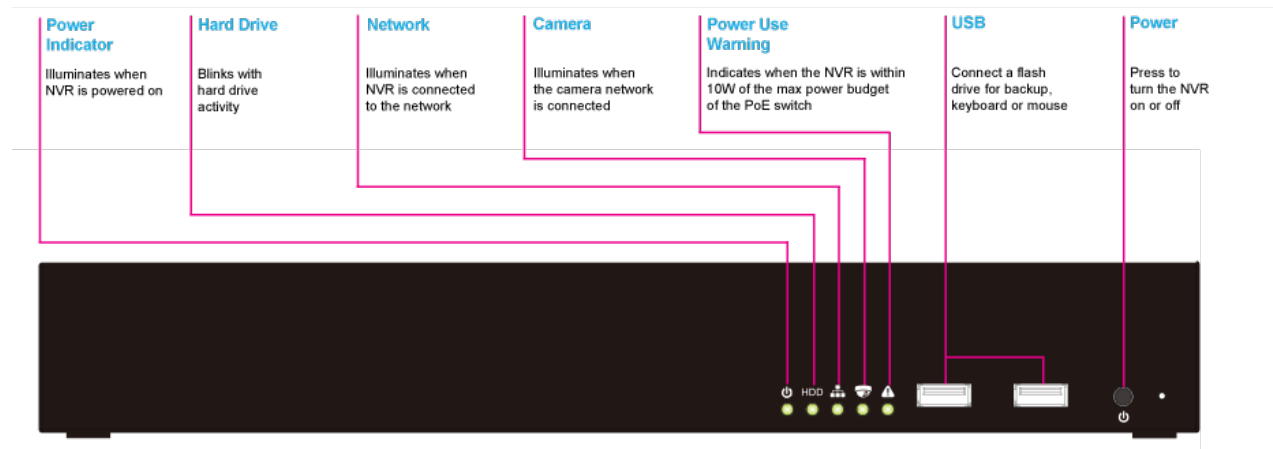 Power
Indicator
Illuminates when
NVR is powered on
Hard Drive
Blinks with
hard drive
activity
Network
Illuminates when
NVR is connected
to the network
Camera
Illuminates when
the camera network
is connected
Power Use
Warning
Indicates when the NVR is within
10W of the max power budget
of the PoE switch
USB
Connect a flash
drive for backup,
keyboard or mouse
Power
Press to
turn the NVR
on or off
HDD